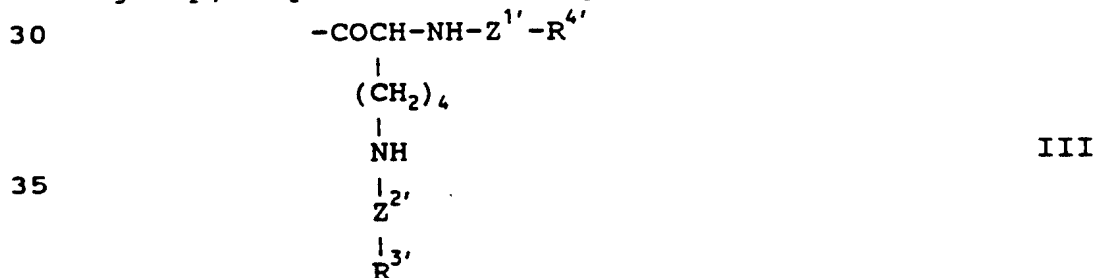 30 -COCH-NH-Z1'-R4'
|
(CH2)4
|
NH III
|
35 Z2'
|
R3'